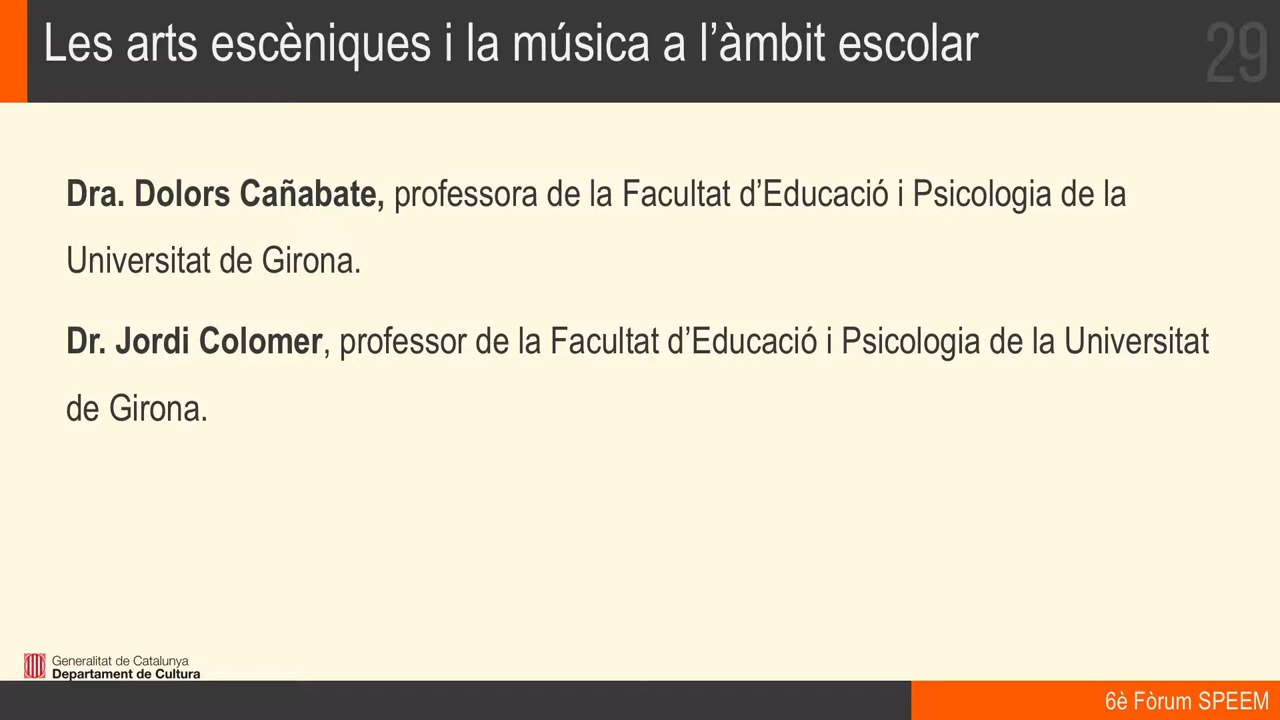 Les arts escèniques i la música a l’àmbit escolar
29
Dra. Dolors Cañabate, professora de la Facultat d’Educació i Psicologia de la
Universitat de Girona.
Dr. Jordi Colomer, professor de la Facultat d’Educació i Psicologia de la Universitat
de Girona.
Generalitat de Catalunya
Departament de Cultura
6è Fòrum SPEEM